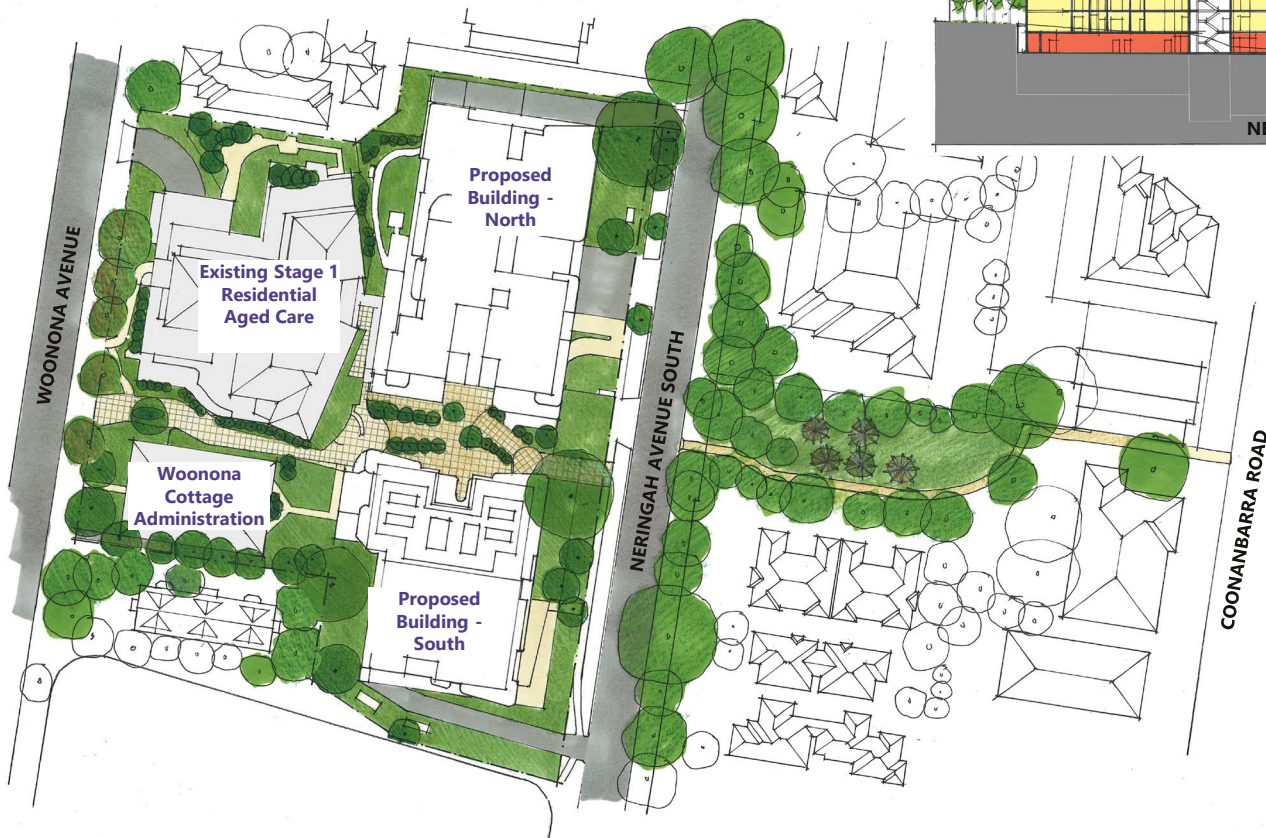 NE
Proposed
Building -
North
Existing Stage 1
Residential
Aged Care
WOONONA AVENUE
NERINGAH AVENUE SOUTH
Woonona
Cottage
Administration
Proposed
Building -
South
COONANBARRA ROAD